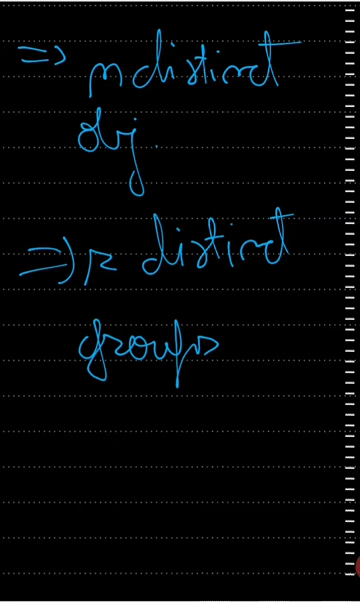 => n distinct
obj.
=> r distinct
groups